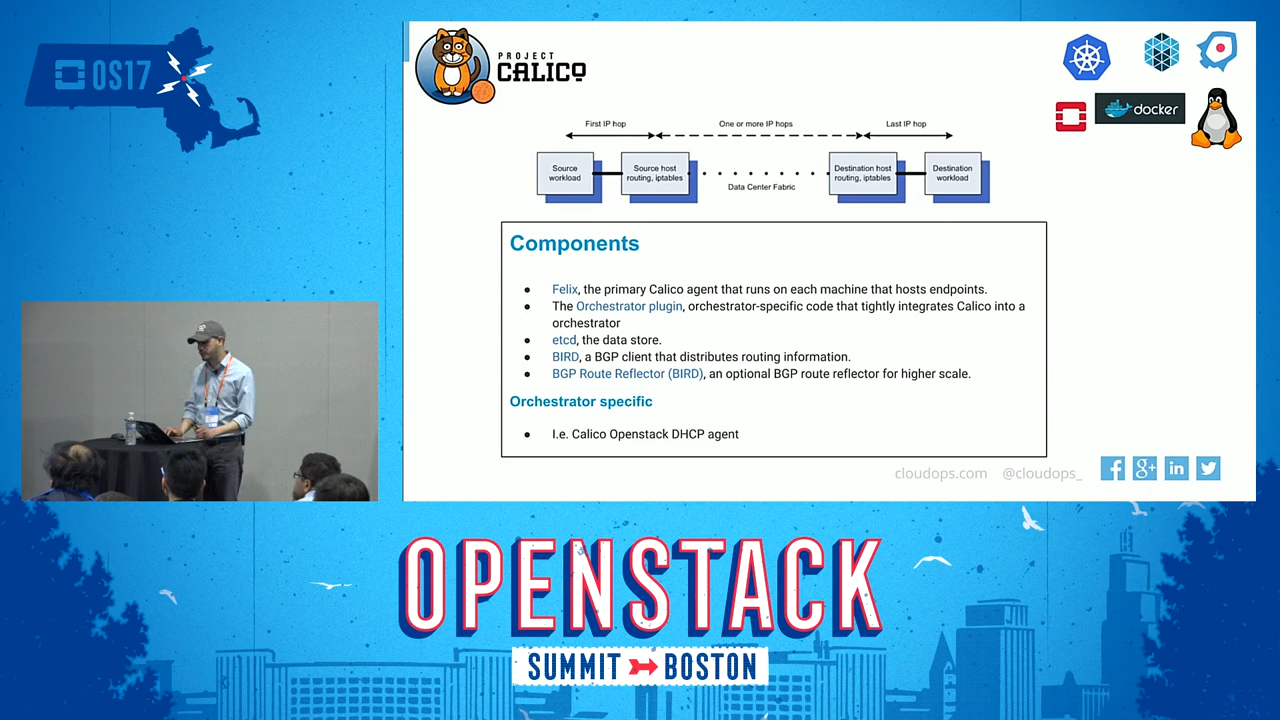 OS17
PROJECT
CALICO
docker
First IP hop
One or more IP hops
Last IP hop
Source
workload
Source host
routing, iptables
Data Center Fabric
Destination host
routing, iptables
Destination
workload
Components
● Felix, the primary Calico agent that runs on each machine that hosts endpoints.
● The Orchestrator plugin, orchestrator-specific code that tightly integrates Calico into a
orchestrator
● etcd, the data store.
● BIRD, a BGP client that distributes routing information.
● BGP Route Reflector (BIRD), an optional BGP route reflector for higher scale.
Orchestrator specific
● I.e. Calico Openstack DHCP agent
cloudops.com @cloudops_
OPENSTACK
SUMMIT BOSTON